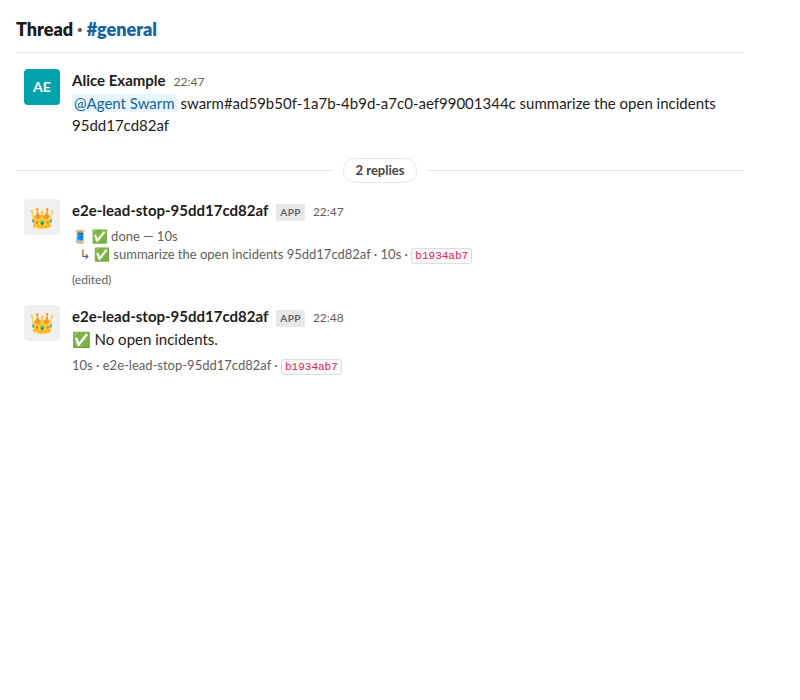 Thread • #general
AE
Alice Example 22:47
@Agent Swarm swarm#ad59b50f-1a7b-4b9d-a7c0-aef99001344c summarize the open incidents
95dd17cd82af
2 replies
e2e-lead-stop-95dd17cd82af APP 22:47
🧵 ✅ done — 10s
↳ ✅ summarize the open incidents 95dd17cd82af · 10s · b1934ab7
(edited)
e2e-lead-stop-95dd17cd82af APP 22:48
✅ No open incidents.
10s · e2e-lead-stop-95dd17cd82af · b1934ab7